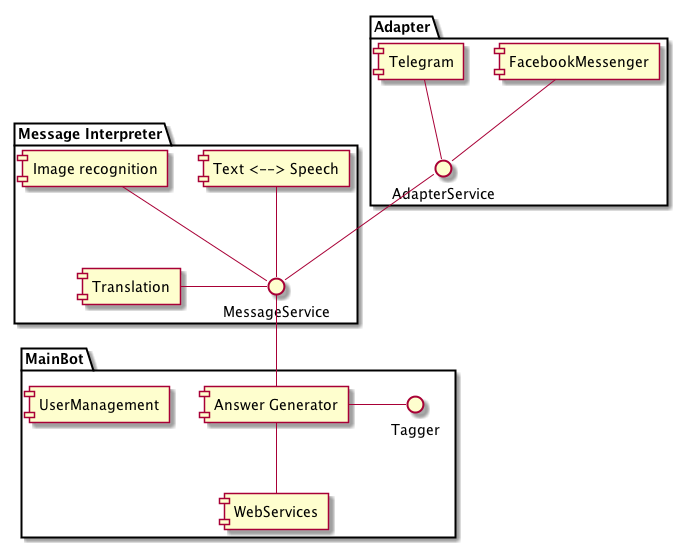 Adapter
Telegram
FacebookMessenger
AdapterService
Message Interpreter
Image recognition
Text <--> Speech
Translation
MessageService
MainBot
UserManagement
Answer Generator
Tagger
WebServices